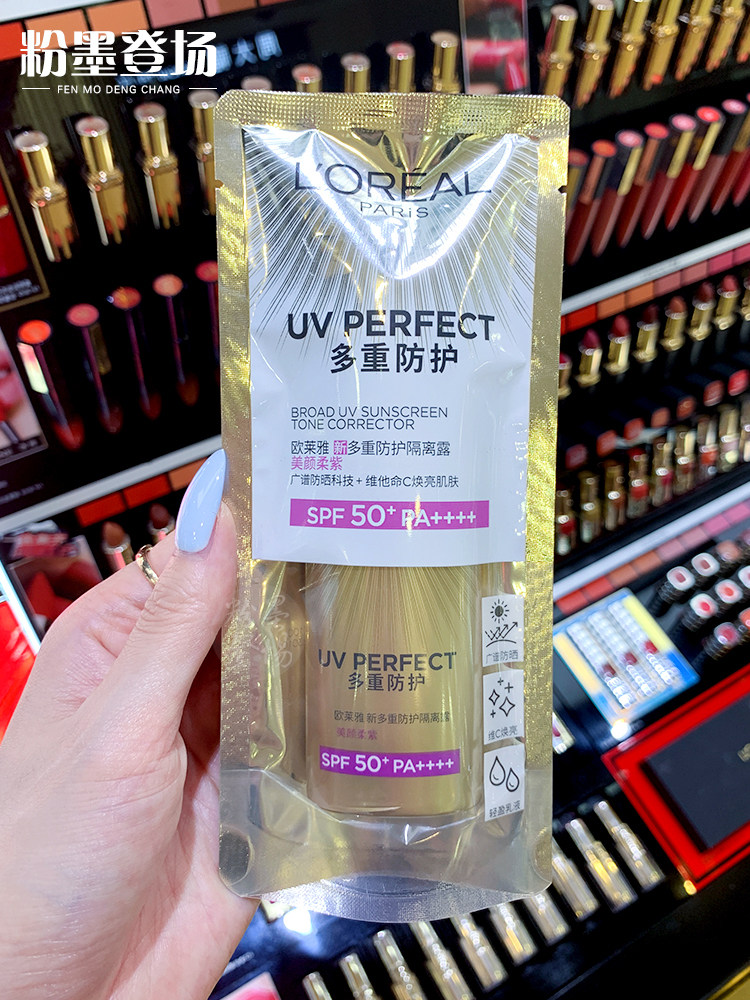 粉墨登场
FEN MO DENG CHANG
L'ORÉAL
PARIS
UV PERFECT
多重防护
BROAD UV SUNSCREEN
TONE CORRECTOR
欧莱雅 新多重防护隔离露
美颜柔紫
广谱防晒科技 + 维他命C焕亮肌肤
SPF 50+ PA++++
UV PERFECT
多重防护
欧莱雅 新多重防护隔离露
美颜柔紫
SPF 50+ PA++++
广谱防晒
维C焕亮
轻盈乳液